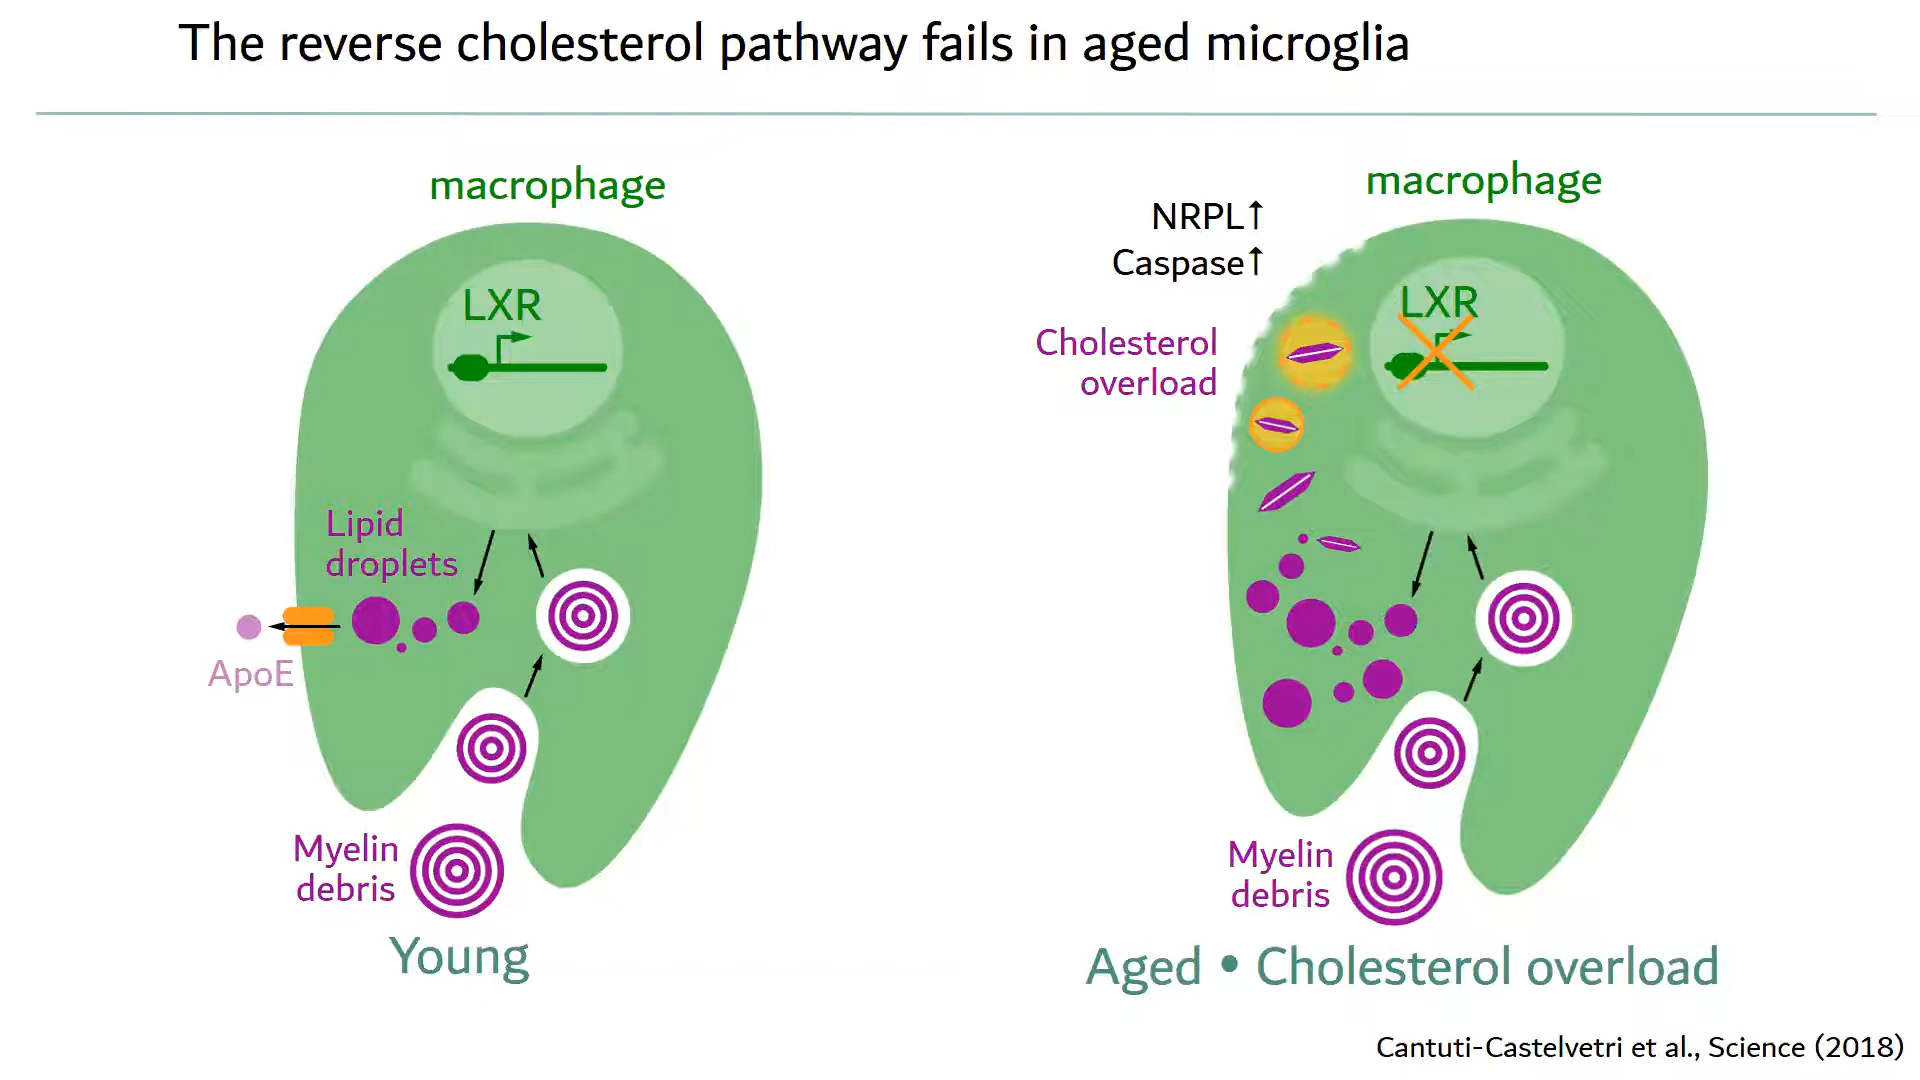 The reverse cholesterol pathway fails in aged microglia
macrophage
LXR
Lipid
droplets
ApoE
Myelin
debris
Young
macrophage
NRPL↑
Caspase↑
LXR
Cholesterol
overload
Myelin
debris
Aged • Cholesterol overload
Cantuti-Castelvetri et al., Science (2018)